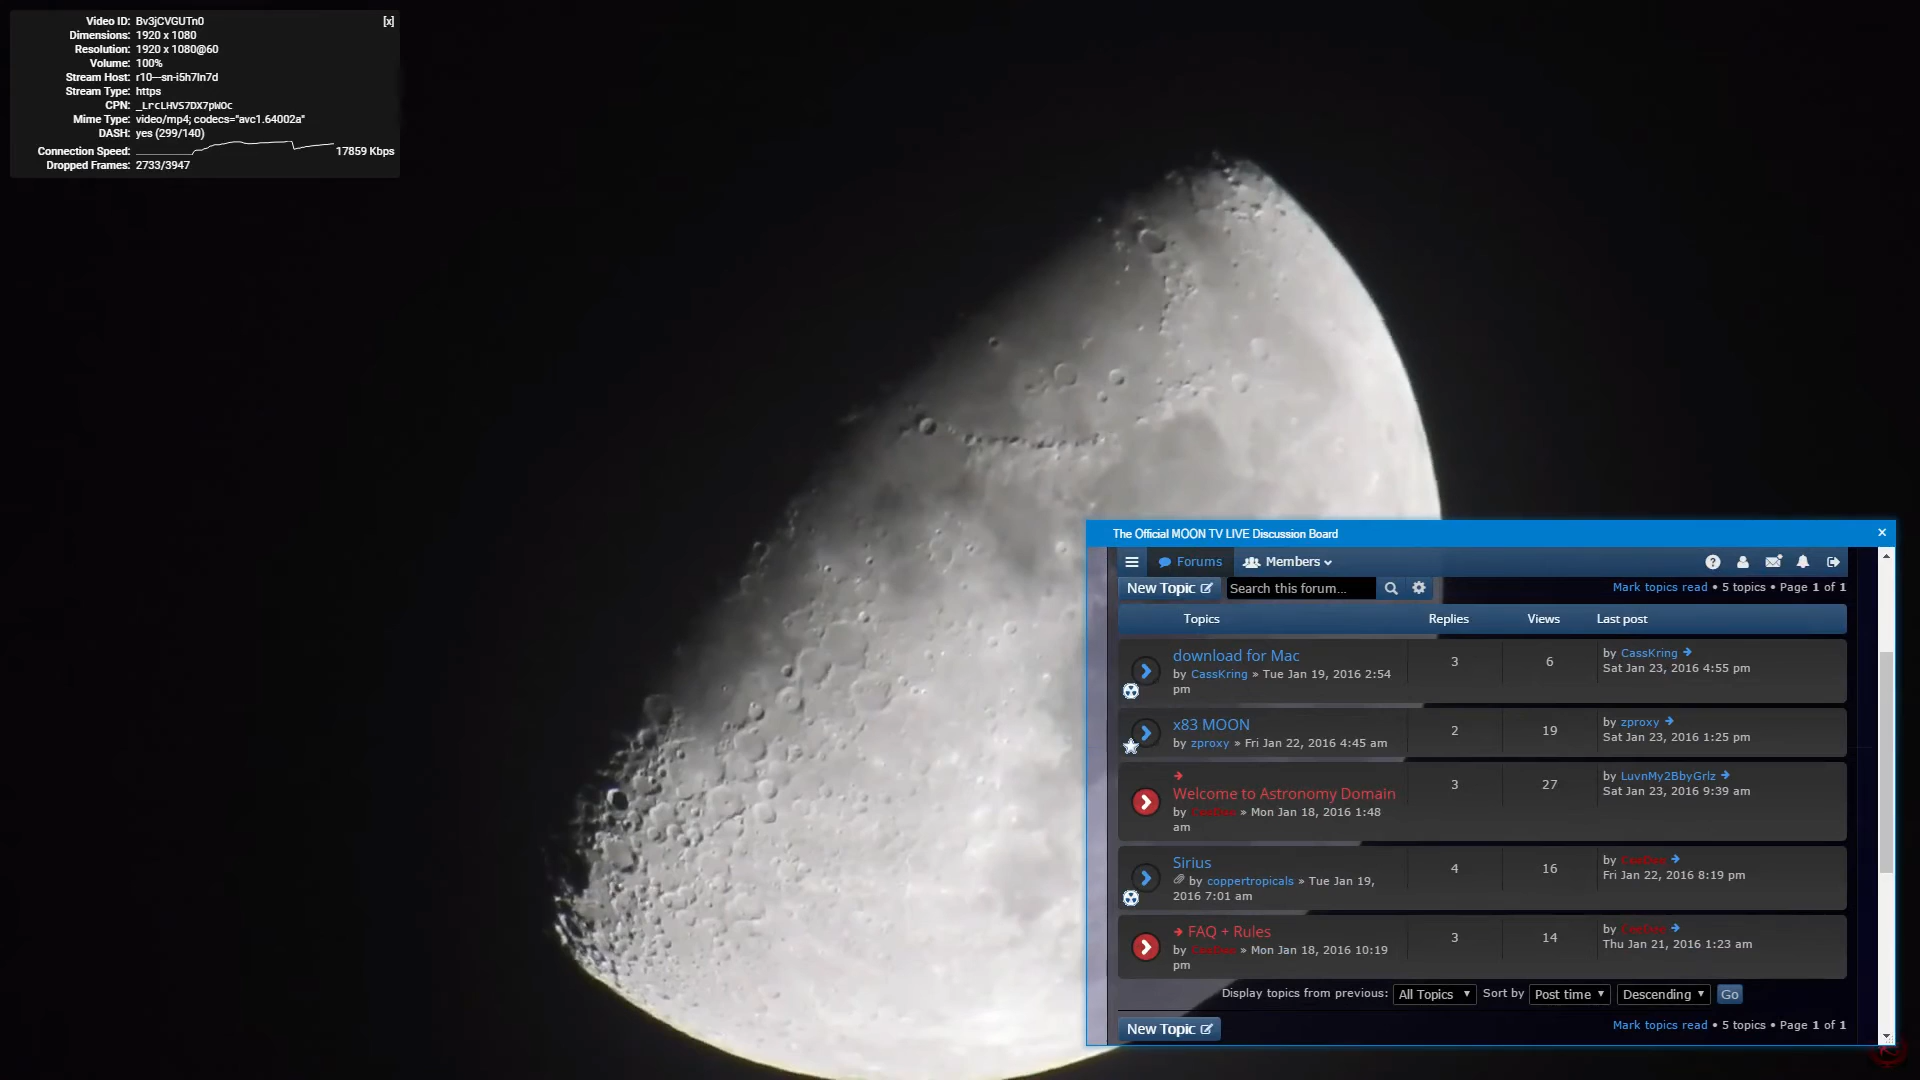 Video ID: Bv3jCVGUTn0 [x]
Dimensions: 1920 x 1080
Resolution: 1920 x 1080@60
Volume: 100%
Stream Host: r10---sn-i5h7ln7d
Stream Type: https
CPN: _LrcLHVS7DX7pWOc
Mime Type: video/mp4; codecs="avc1.64002a"
DASH: yes (299/140)
Connection Speed: 17859 Kbps
Dropped Frames: 2733/3947
The Official MOON TV LIVE Discussion Board
Forums Members
New Topic Search this forum... Mark topics read • 5 topics • Page 1 of 1
Topics Replies Views Last post
download for Mac 3 6 by CassKring
by CassKring » Tue Jan 19, 2016 2:54 Sat Jan 23, 2016 4:55 pm
pm
x83 MOON 2 19 by zproxy
by zproxy » Fri Jan 22, 2016 4:45 am Sat Jan 23, 2016 1:25 pm
3 27 by LuvnMy2BbyGrlz
Welcome to Astronomy Domain Sat Jan 23, 2016 9:39 am
by » Mon Jan 18, 2016 1:48
am
Sirius 4 16 by
by coppertropicals » Tue Jan 19, Fri Jan 22, 2016 8:19 pm
2016 7:01 am
FAQ + Rules 3 14 by
by » Mon Jan 18, 2016 10:19 Thu Jan 21, 2016 1:23 am
pm
Display topics from previous: All Topics Sort by Post time Descending Go
New Topic Mark topics read • 5 topics • Page 1 of 1